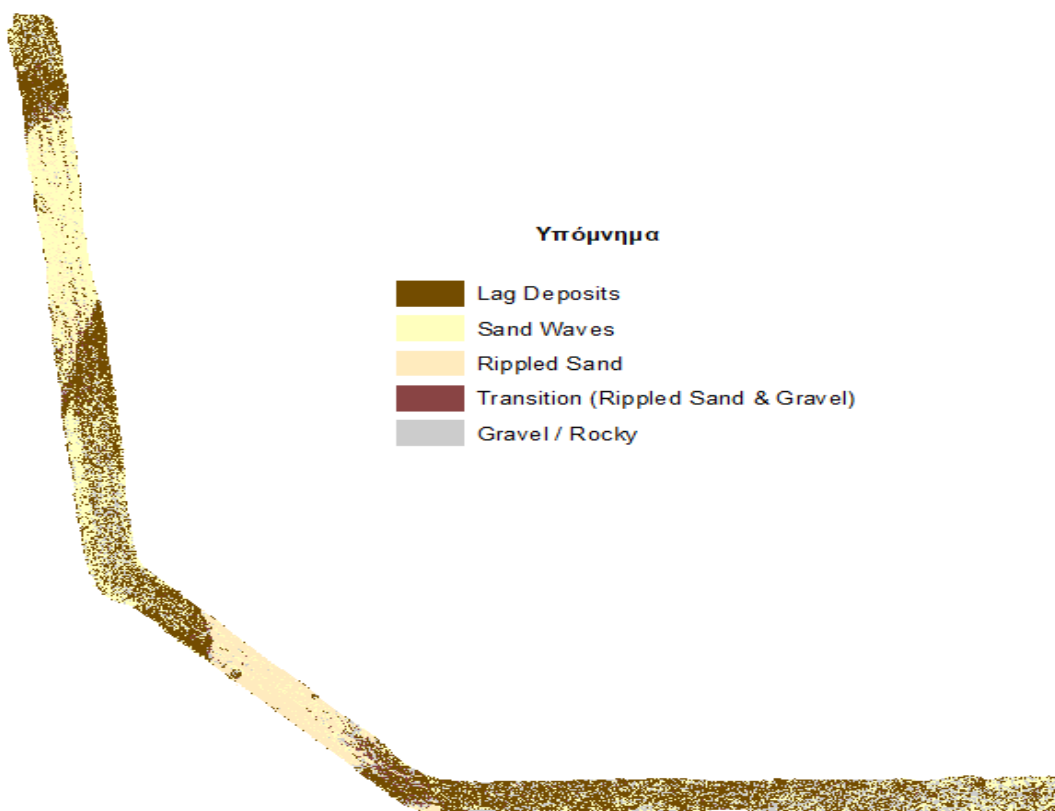 Υπόμνημα
Lag Deposits
Sand Waves
Rippled Sand
Transition (Rippled Sand & Gravel)
Gravel / Rocky